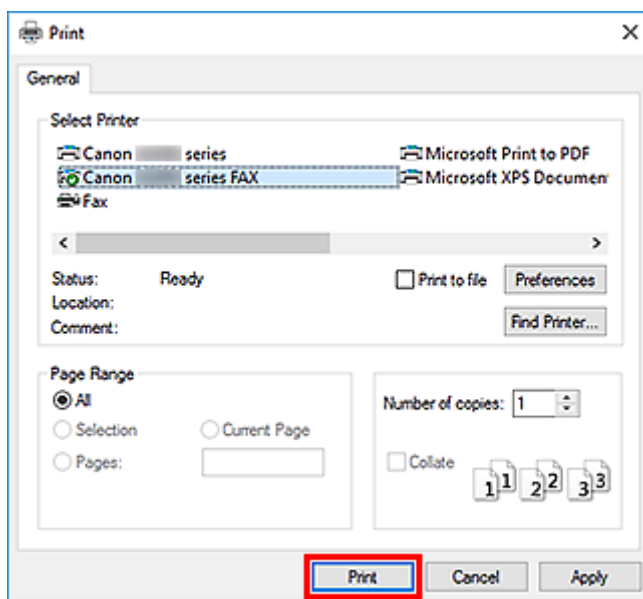 Print
General
Select Printer
Canon series
Microsoft Print to PDF
Canon series FAX
Microsoft XPS Documen
Fax
Status: Ready
Print to file
Preferences
Location:
Comment:
Find Printer...
Page Range
All
Number of copies: 1
Selection
Current Page
Pages:
Collate
1 1 2 2 3 3
Print
Cancel
Apply